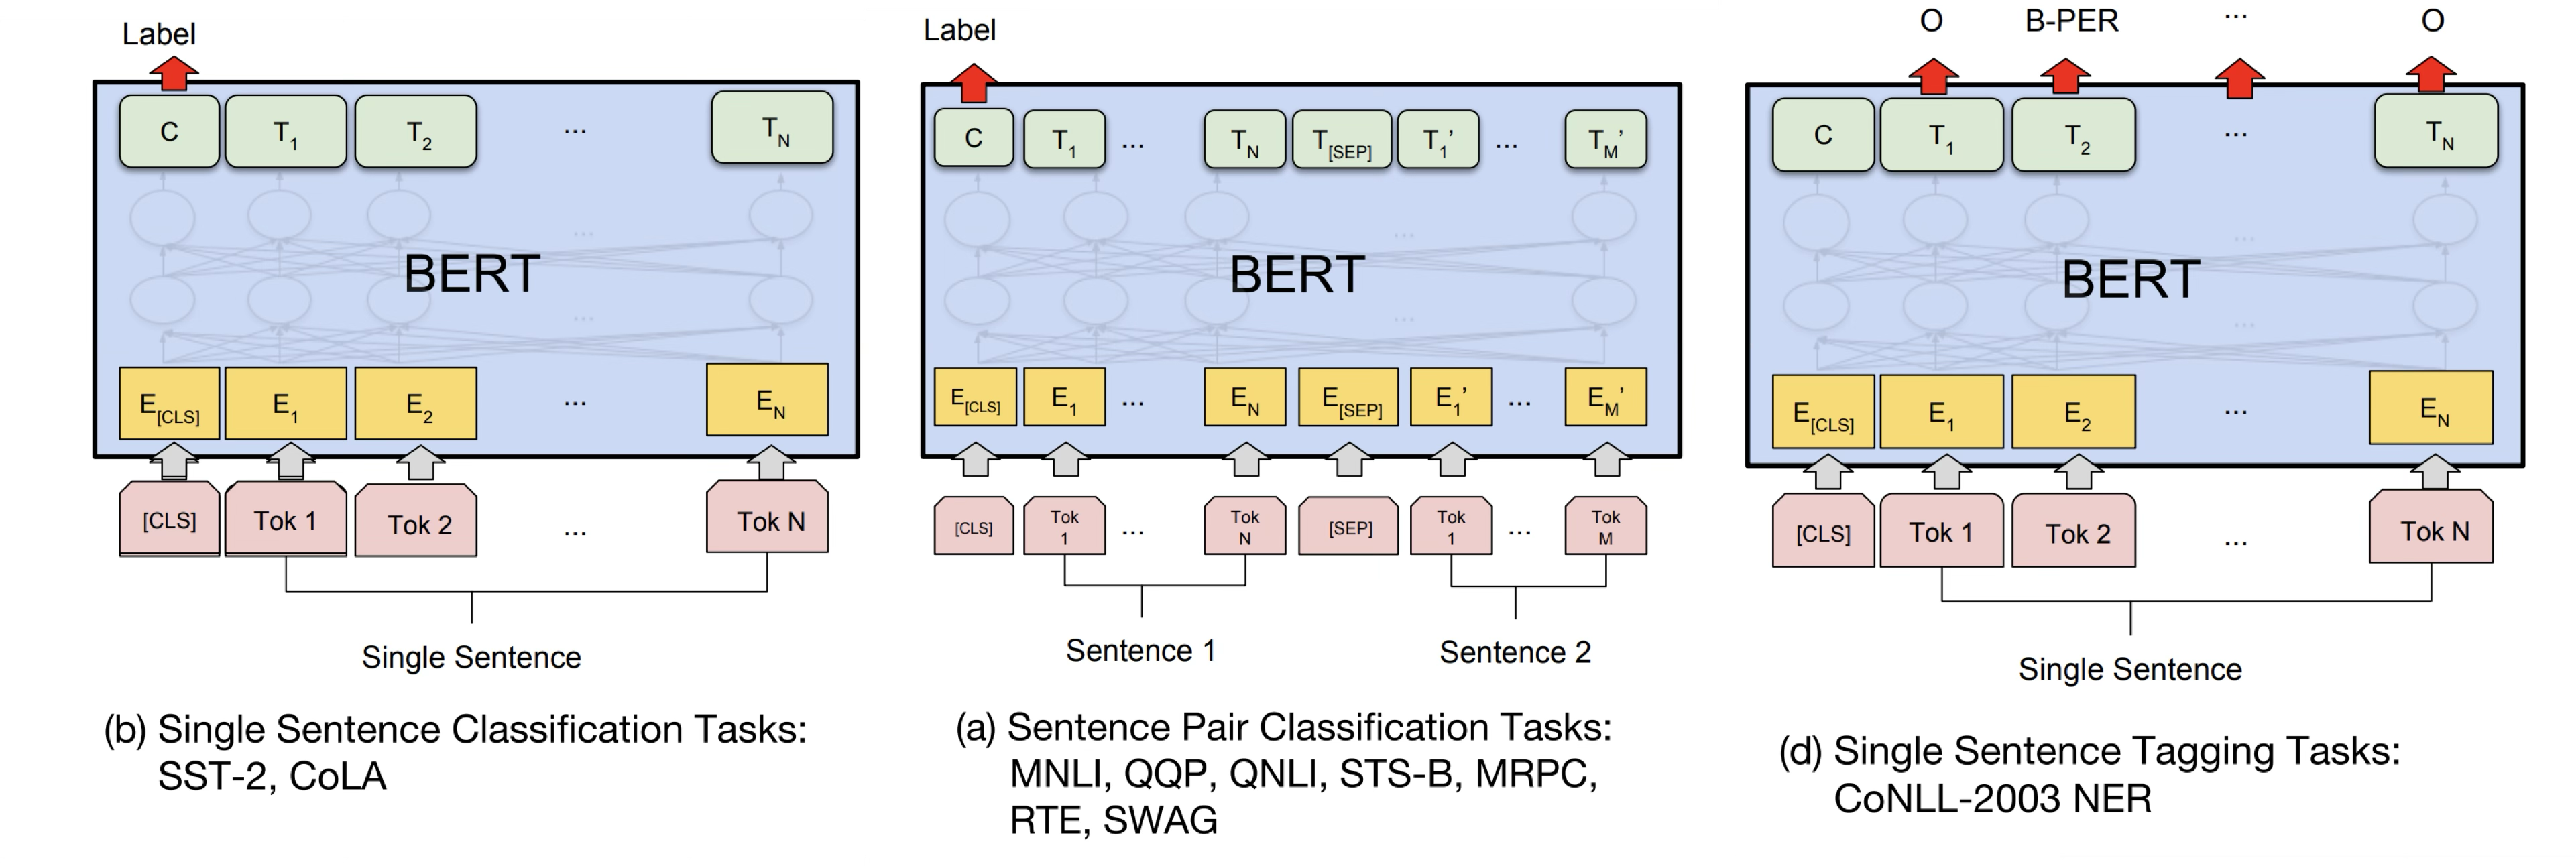 Label
C T1 T2 ... TN
...
BERT
...
E[CLS] E1 E2 ... EN
[CLS] Tok 1 Tok 2 ... Tok N
Single Sentence
(b) Single Sentence Classification Tasks:
SST-2, CoLA
Label
C T1 ... TN T[SEP] T1’ ... TM’
...
BERT
...
E[CLS] E1 ... EN E[SEP] E1’ ... EM’
[CLS] Tok 1 ... Tok N [SEP] Tok 1 ... Tok M
Sentence 1 Sentence 2
(a) Sentence Pair Classification Tasks:
MNLI, QQP, QNLI, STS-B, MRPC,
RTE, SWAG
O B-PER ... O
C T1 T2 ... TN
...
BERT
...
E[CLS] E1 E2 ... EN
[CLS] Tok 1 Tok 2 ... Tok N
Single Sentence
(d) Single Sentence Tagging Tasks:
CoNLL-2003 NER